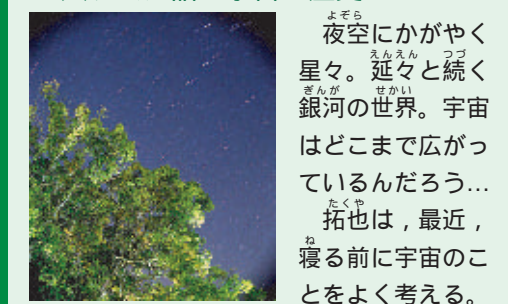 夜空にかがやく
星々。延々と続く
銀河の世界。宇宙
はどこまで広がっ
ているんだろう…
拓也は，最近，
寝る前に宇宙のこ
とをよく考える。